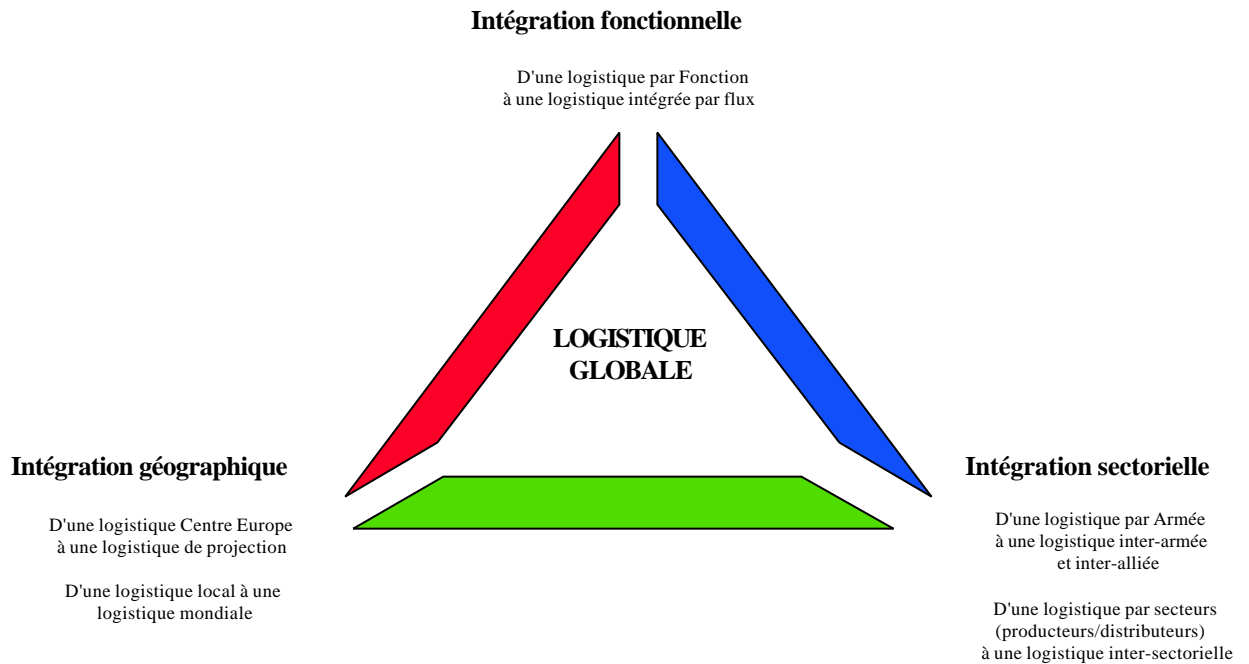 Intégration fonctionnelle
D'une logistique par Fonction
à une logistique intégrée par flux
LOGISTIQUE
GLOBALE
Intégration géographique
D'une logistique Centre Europe
à une logistique de projection
D'une logistique local à une
logistique mondiale
Intégration sectorielle
D'une logistique par Armée
à une logistique inter-armée
et inter-alliée
D'une logistique par secteurs
(producteurs/distributeurs)
à une logistique inter-sectorielle